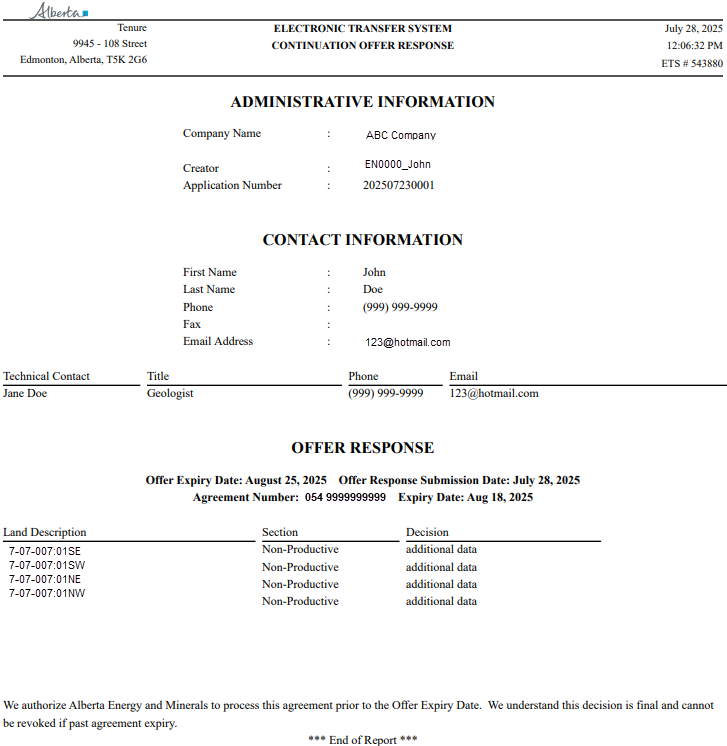 Alberta
Tenure
9945 - 108 Street
Edmonton, Alberta, T5K 2G6
ELECTRONIC TRANSFER SYSTEM
CONTINUATION OFFER RESPONSE
July 28, 2025
12:06:32 PM
ETS # 543880
ADMINISTRATIVE INFORMATION
Company Name : ABC Company
Creator : EN0000_John
Application Number : 202507230001
CONTACT INFORMATION
First Name : John
Last Name : Doe
Phone : (999) 999-9999
Fax :
Email Address : 123@hotmail.com
Technical Contact Title Phone Email
Jane Doe Geologist (999) 999-9999 123@hotmail.com
OFFER RESPONSE
Offer Expiry Date: August 25, 2025 Offer Response Submission Date: July 28, 2025
Agreement Number: 054 9999999999 Expiry Date: Aug 18, 2025
Land Description Section Decision
7-07-007:01SE Non-Productive additional data
7-07-007:01SW Non-Productive additional data
7-07-007:01NE Non-Productive additional data
7-07-007:01NW Non-Productive additional data
We authorize Alberta Energy and Minerals to process this agreement prior to the Offer Expiry Date. We understand this decision is final and cannot
be revoked if past agreement expiry.
*** End of Report ***